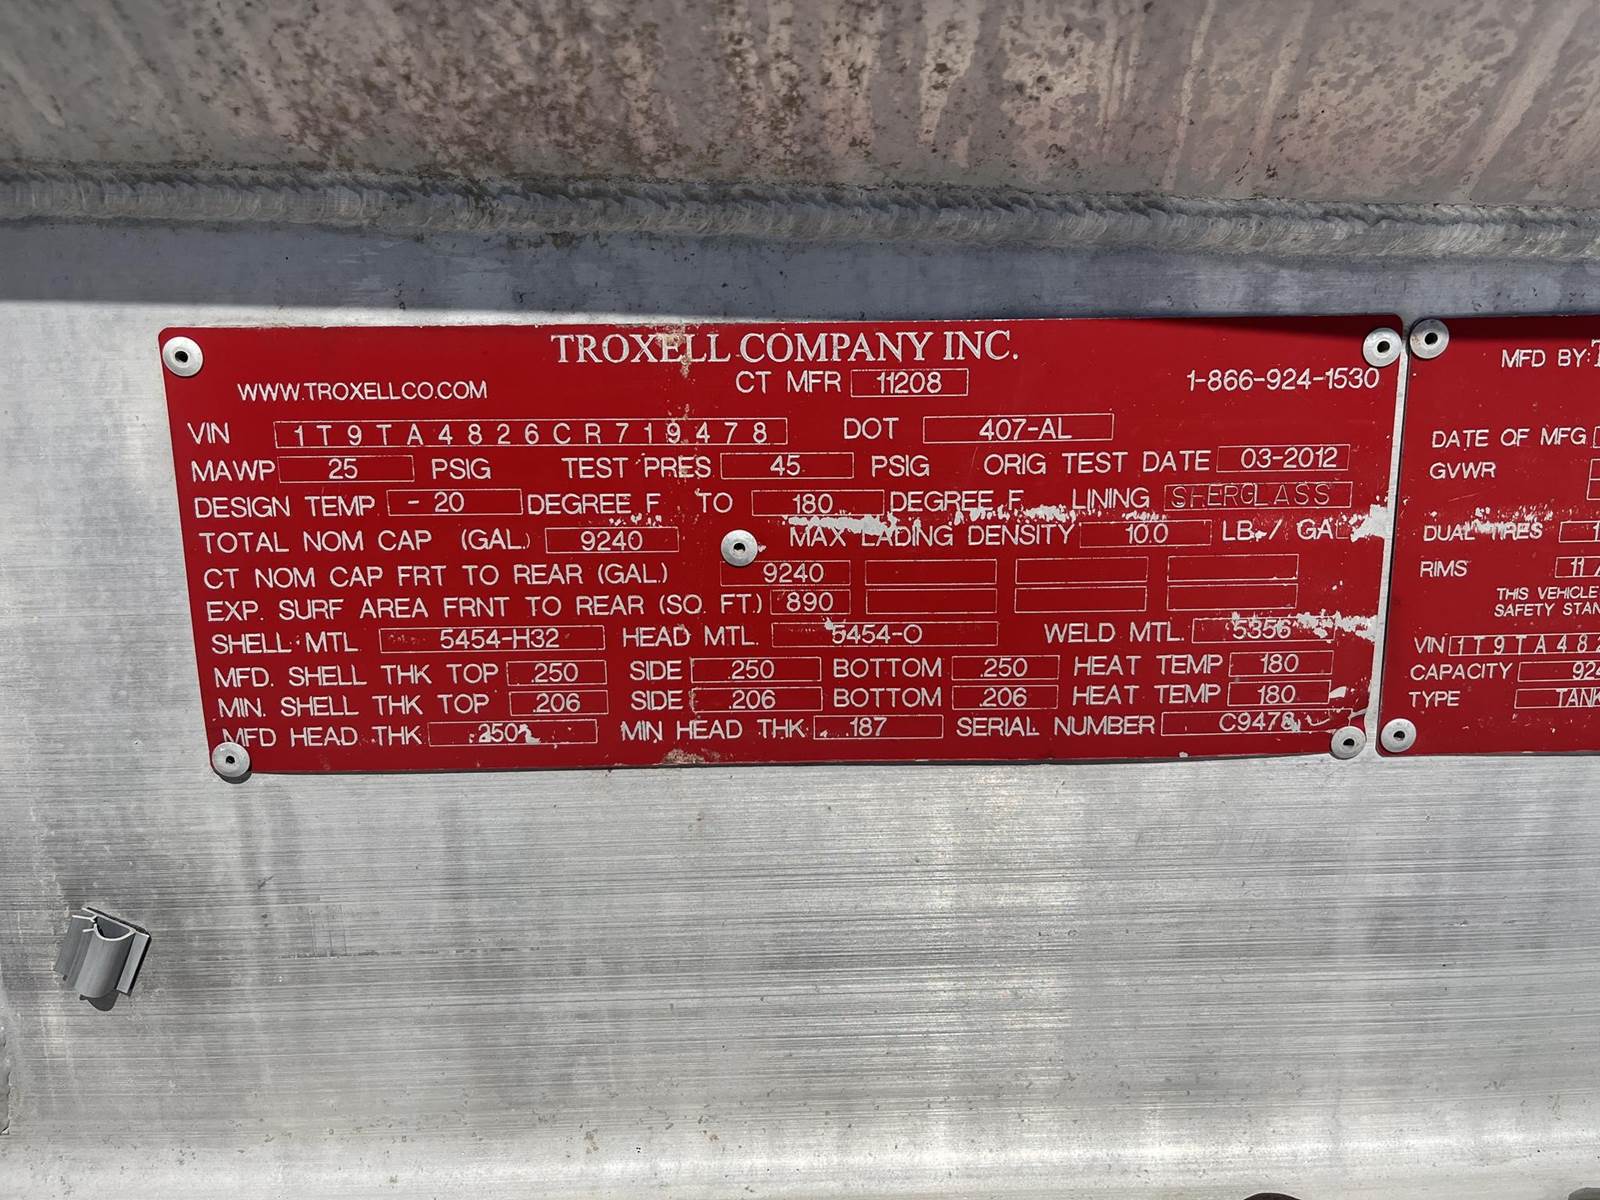 TROXELL COMPANY INC.
WWW.TROXELLCO.COM CT MFR 11208 1-866-924-1530
VIN 1T9TA4826CR719478 DOT 407-AL
MAWP 25 PSIG TEST PRES 45 PSIG ORIG TEST DATE 03-2012
DESIGN TEMP -20 DEGREE F TO 180 DEGREE F LINING SHERGLASS
TOTAL NOM CAP (GAL) 9240 MAX LADING DENSITY 10.0 LB./ GAL
CT NOM CAP FRT TO REAR (GAL.) 9240
EXP. SURF AREA FRNT TO REAR (SQ. FT.) 890
SHELL MTL 5454-H32 HEAD MTL. 5454-O WELD MTL. 5356
MFD. SHELL THK TOP .250 SIDE .250 BOTTOM .250 HEAT TEMP 180
MIN. SHELL THK TOP .206 SIDE .206 BOTTOM .206 HEAT TEMP 180
MFD HEAD THK .250 MIN HEAD THK .187 SERIAL NUMBER C9478
MFD BY:
DATE OF MFG
GVWR
DUAL TIRES
RIMS 11
THIS VEHICLE
SAFETY STAN
VIN 1T9TA482
CAPACITY 924
TYPE TANK